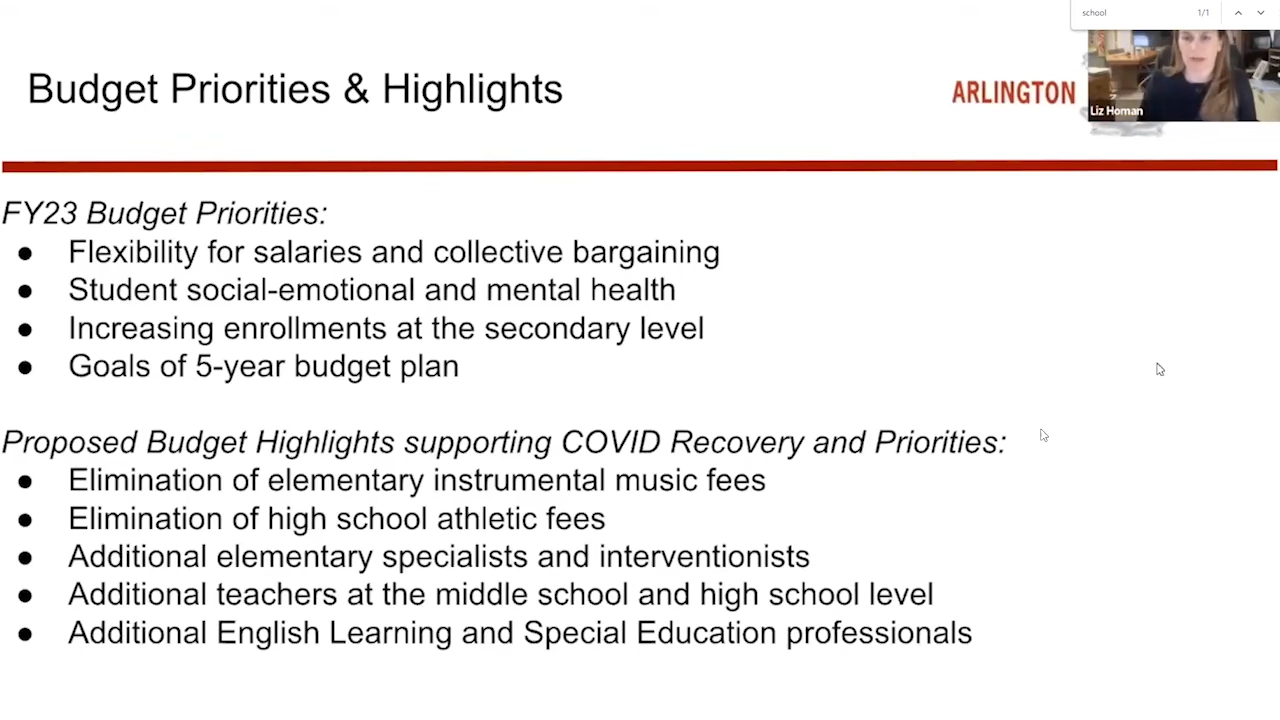 school 1/1
Budget Priorities & Highlights
ARLINGTON
Liz Homan
FY23 Budget Priorities:
● Flexibility for salaries and collective bargaining
● Student social-emotional and mental health
● Increasing enrollments at the secondary level
● Goals of 5-year budget plan
Proposed Budget Highlights supporting COVID Recovery and Priorities:
● Elimination of elementary instrumental music fees
● Elimination of high school athletic fees
● Additional elementary specialists and interventionists
● Additional teachers at the middle school and high school level
● Additional English Learning and Special Education professionals